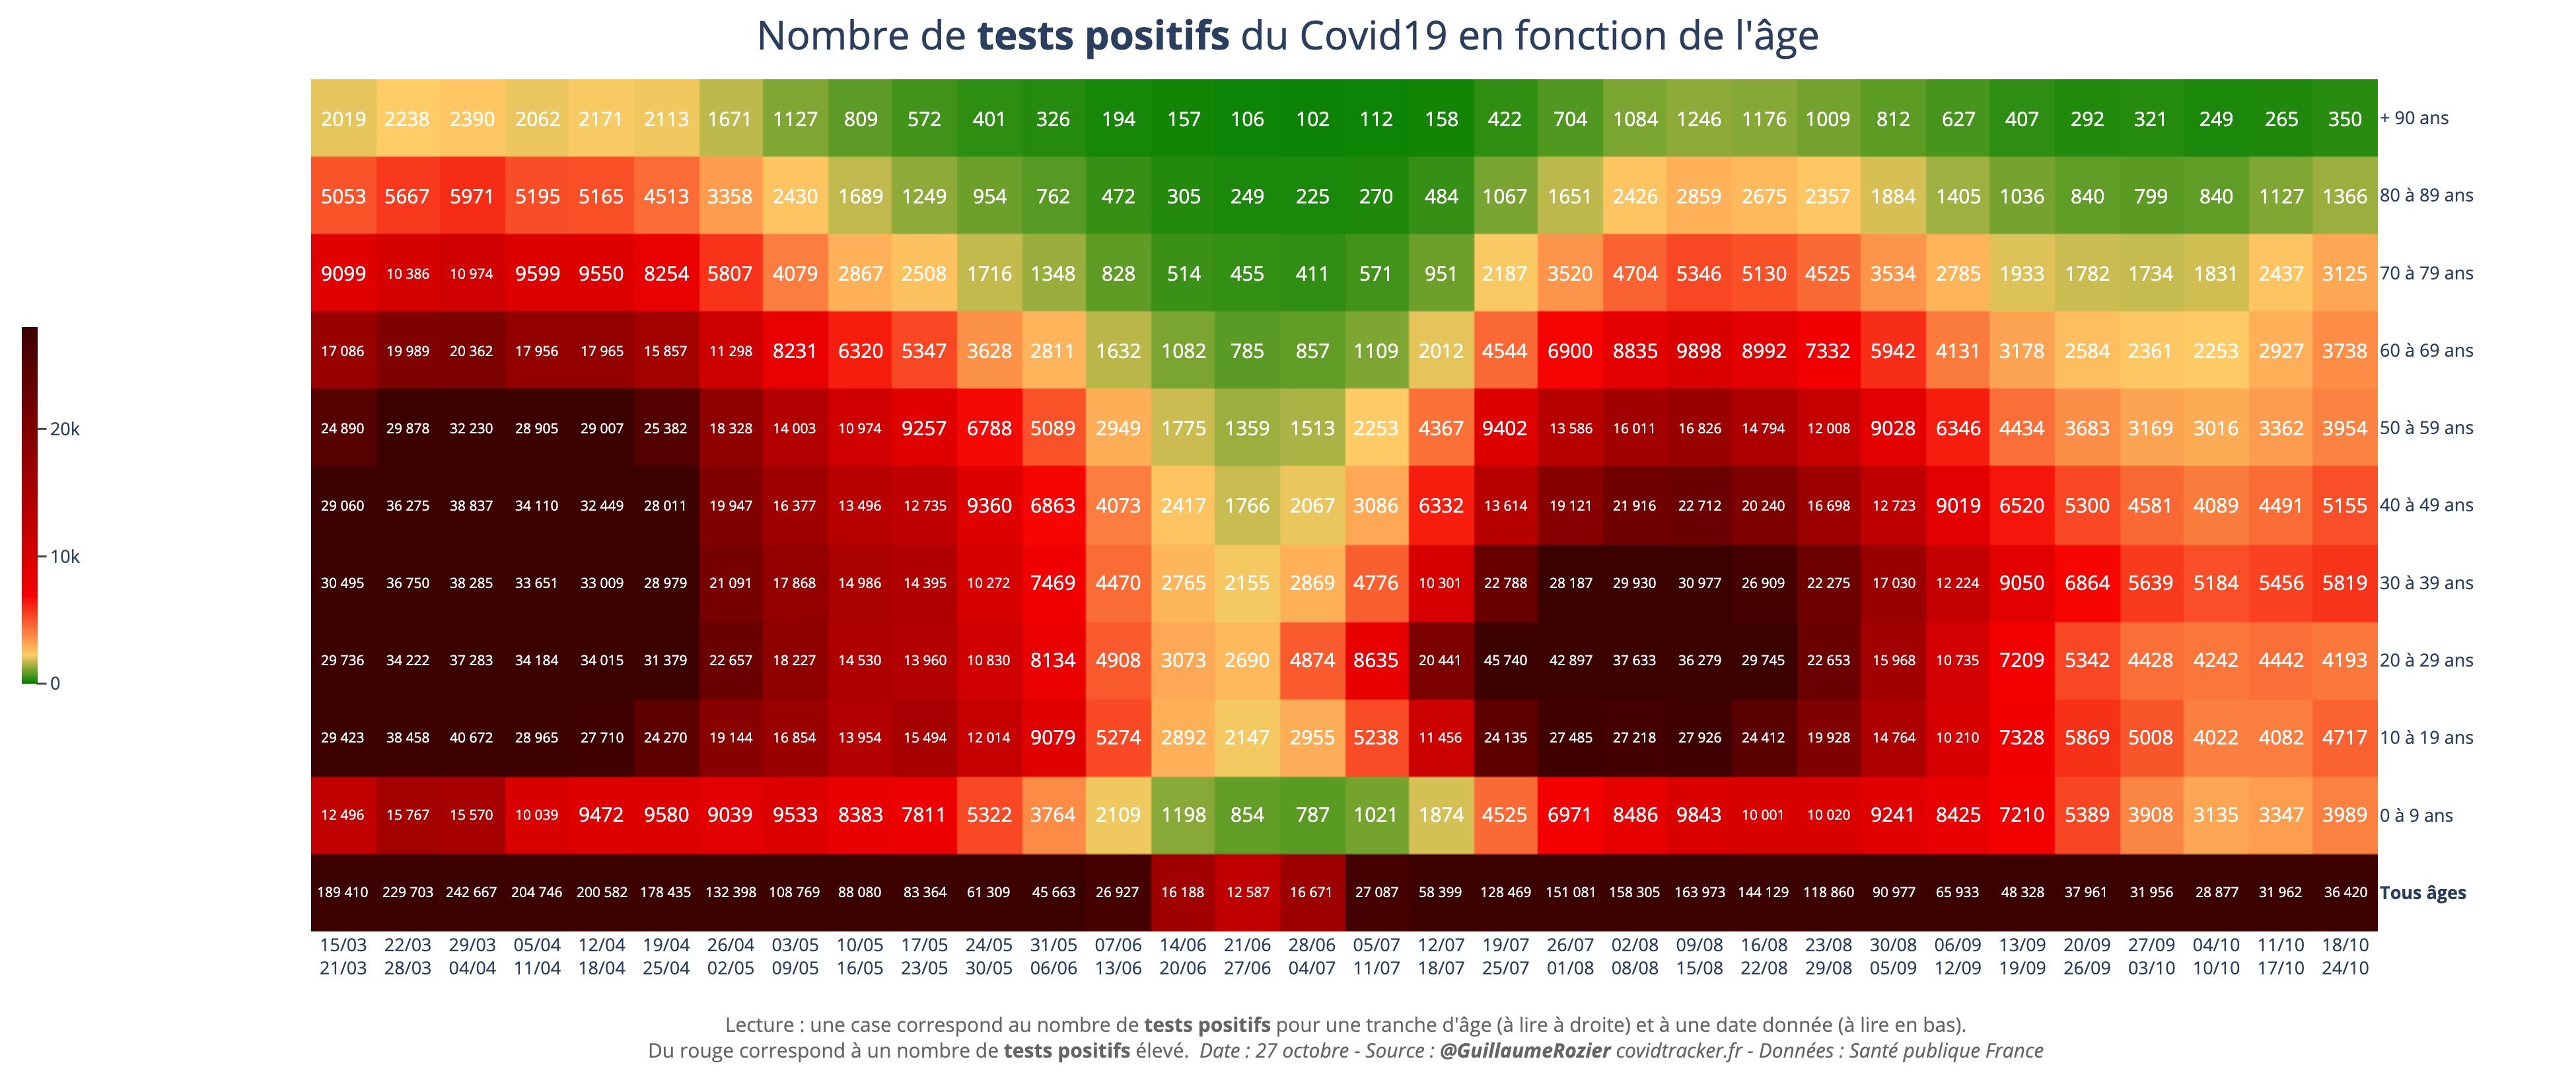 Nombre de tests positifs du Covid19 en fonction de l'âge
2019 2238 2390 2062 2171 2113 1671 1127 809 572 401 326 194 157 106 102 112 158 422 704 1084 1246 1176 1009 812 627 407 292 321 249 265 350 + 90 ans
5053 5667 5971 5195 5165 4513 3358 2430 1689 1249 954 762 472 305 249 225 270 484 1067 1651 2426 2859 2675 2357 1884 1405 1036 840 799 840 1127 1366 80 à 89 ans
9099 10 386 10 974 9599 9550 8254 5807 4079 2867 2508 1716 1348 828 514 455 411 571 951 2187 3520 4704 5346 5130 4525 3534 2785 1933 1782 1734 1831 2437 3125 70 à 79 ans
17 086 19 989 20 362 17 956 17 965 15 857 11 298 8231 6320 5347 3628 2811 1632 1082 785 857 1109 2012 4544 6900 8835 9898 8992 7332 5942 4131 3178 2584 2361 2253 2927 3738 60 à 69 ans
20k 24 890 29 878 32 230 28 905 29 007 25 382 18 328 14 003 10 974 9257 6788 5089 2949 1775 1359 1513 2253 4367 9402 13 586 16 011 16 826 14 794 12 008 9028 6346 4434 3683 3169 3016 3362 3954 50 à 59 ans
29 060 36 275 38 837 34 110 32 449 28 011 19 947 16 377 13 496 12 735 9360 6863 4073 2417 1766 2067 3086 6332 13 614 19 121 21 916 22 712 20 240 16 698 12 723 9019 6520 5300 4581 4089 4491 5155 40 à 49 ans
10k 30 495 36 750 38 285 33 651 33 009 28 979 21 091 17 868 14 986 14 395 10 272 7469 4470 2765 2155 2869 4776 10 301 22 788 28 187 29 930 30 977 26 909 22 275 17 030 12 224 9050 6864 5639 5184 5456 5819 30 à 39 ans
0 29 736 34 222 37 283 34 184 34 015 31 379 22 657 18 227 14 530 13 960 10 830 8134 4908 3073 2690 4874 8635 20 441 45 740 42 897 37 633 36 279 29 745 22 653 15 968 10 735 7209 5342 4428 4242 4442 4193 20 à 29 ans
29 423 38 458 40 672 28 965 27 710 24 270 19 144 16 854 13 954 15 494 12 014 9079 5274 2892 2147 2955 5238 11 456 24 135 27 485 27 218 27 926 24 412 19 928 14 764 10 210 7328 5869 5008 4022 4082 4717 10 à 19 ans
12 496 15 767 15 570 10 039 9472 9580 9039 9533 8383 7811 5322 3764 2109 1198 854 787 1021 1874 4525 6971 8486 9843 10 001 10 020 9241 8425 7210 5389 3908 3135 3347 3989 0 à 9 ans
189 410 229 703 242 667 204 746 200 582 178 435 132 398 108 769 88 080 83 364 61 309 45 663 26 927 16 188 12 587 16 671 27 087 58 399 128 469 151 081 158 305 163 973 144 129 118 860 90 977 65 933 48 328 37 961 31 956 28 877 31 962 36 420 Tous âges
15/03 22/03 29/03 05/04 12/04 19/04 26/04 03/05 10/05 17/05 24/05 31/05 07/06 14/06 21/06 28/06 05/07 12/07 19/07 26/07 02/08 09/08 16/08 23/08 30/08 06/09 13/09 20/09 27/09 04/10 11/10 18/10
21/03 28/03 04/04 11/04 18/04 25/04 02/05 09/05 16/05 23/05 30/05 06/06 13/06 20/06 27/06 04/07 11/07 18/07 25/07 01/08 08/08 15/08 22/08 29/08 05/09 12/09 19/09 26/09 03/10 10/10 17/10 24/10
Lecture : une case correspond au nombre de tests positifs pour une tranche d'âge (à lire à droite) et à une date donnée (à lire en bas).
Du rouge correspond à un nombre de tests positifs élevé. Date : 27 octobre - Source : @GuillaumeRozier covidtracker.fr - Données : Santé publique France